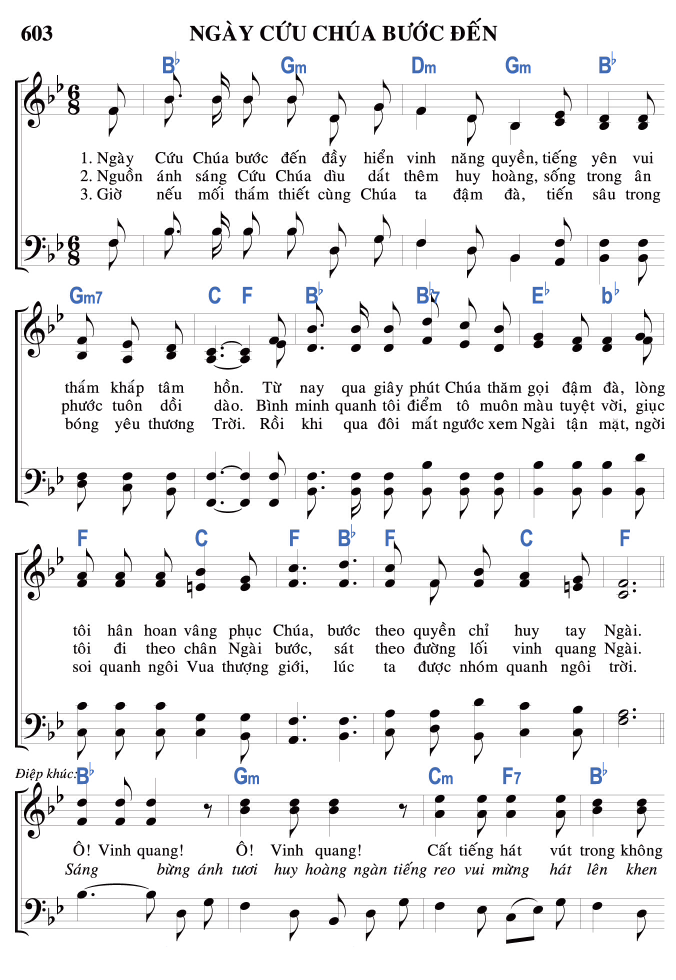 603 NGÀY CỨU CHÚA BƯỚC ĐẾN
B♭ Gm Dm Gm B♭
1. Ngày Cứu Chúa bước đến đầy hiển vinh năng quyền, tiếng yên vui
2. Nguồn ánh sáng Cứu Chúa dìu dắt thêm huy hoàng, sống trong ân
3. Giờ nếu mối thắm thiết cùng Chúa ta đậm đà, tiến sâu trong
Gm7 C F B♭ B♭7 E♭ b♭
thắm khắp tâm hồn. Từ nay qua giây phút Chúa thăm gọi đậm đà, lòng
phước tuôn dồi dào. Bình minh quanh tôi điểm tô muôn màu tuyệt vời, giục
bóng yêu thương Trời. Rồi khi qua đôi mắt ngước xem Ngài tận mặt, ngời
F C F B♭ F C F
tôi hân hoan vâng phục Chúa, bước theo quyền chỉ huy tay Ngài.
tôi đi theo chân Ngài bước, sát theo đường lối vinh quang Ngài.
soi quanh ngôi Vua thượng giới, lúc ta được nhóm quanh ngôi trời.
Điệp khúc: B♭ Gm Cm F7 B♭
Ô! Vinh quang! Ô! Vinh quang! Cất tiếng hát vút trong không
Sáng bừng ánh tươi huy hoàng ngàn tiếng reo vui mừng hát lên khen